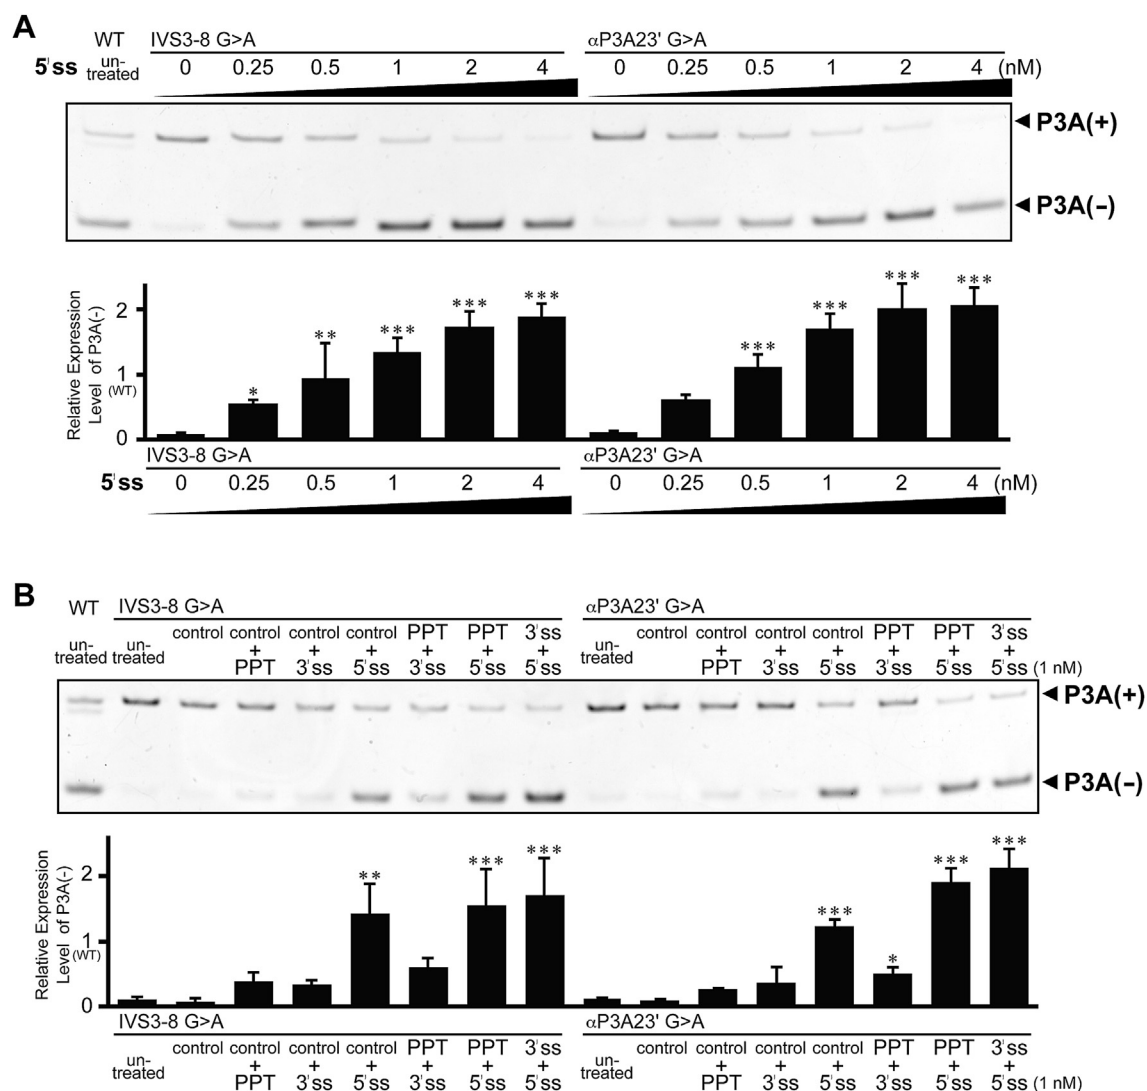 A
WT IVS3-8 G>A αP3A23' G>A
5'ss un-treated 0 0.25 0.5 1 2 4 0 0.25 0.5 1 2 4 (nM)
P3A(+)
P3A(−)
Relative Expression
Level of P3A(-)
2
1
(WT)
0
* ** *** *** *** *** *** *** ***
IVS3-8 G>A αP3A23' G>A
5'ss 0 0.25 0.5 1 2 4 0 0.25 0.5 1 2 4 (nM)
B
WT IVS3-8 G>A αP3A23' G>A
un-treated un-treated control control + PPT control + 3'ss control + 5'ss PPT + 3'ss PPT + 5'ss 3'ss + 5'ss un-treated control control + PPT control + 3'ss control + 5'ss PPT + 3'ss PPT + 5'ss 3'ss + 5'ss (1 nM)
P3A(+)
P3A(−)
Relative Expression
Level of P3A(-)
2
1
(WT)
0
** *** *** *** * *** ***
IVS3-8 G>A αP3A23' G>A
un-treated control control + PPT control + 3'ss control + 5'ss PPT + 3'ss PPT + 5'ss 3'ss + 5'ss un-treated control control + PPT control + 3'ss control + 5'ss PPT + 3'ss PPT + 5'ss 3'ss + 5'ss (1 nM)